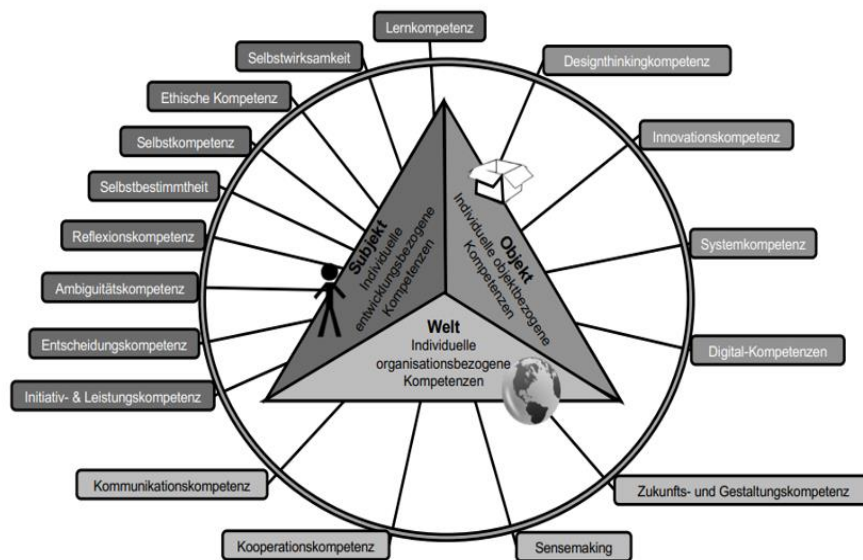 Lernkompetenz
Selbstwirksamkeit
Designthinkingkompetenz
Ethische Kompetenz
Innovationskompetenz
Selbstkompetenz
Selbstbestimmtheit
Reflexionskompetenz
Systemkompetenz
Ambiguitätskompetenz
Entscheidungskompetenz
Digital-Kompetenzen
Initiativ- & Leistungskompetenz
Kommunikationskompetenz
Zukunfts- und Gestaltungskompetenz
Kooperationskompetenz
Sensemaking
Subjekt
Individuelle
entwicklungsbezogene
Kompetenzen
Objekt
Individuelle objektbezogene
Kompetenzen
Welt
Individuelle
organisationsbezogene
Kompetenzen